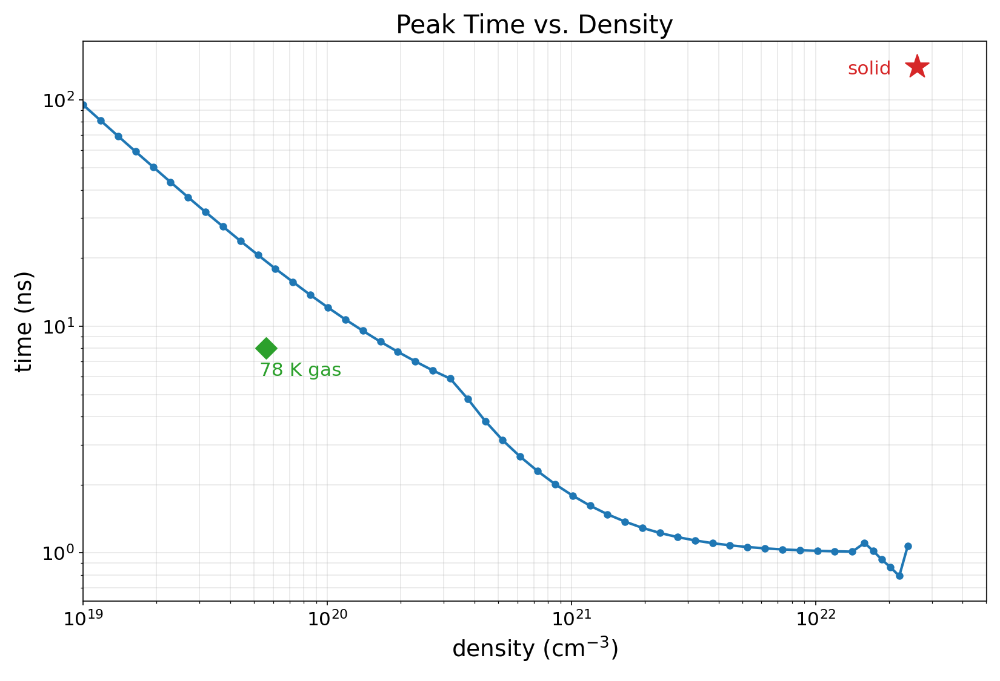 Peak Time vs. Density
solid
10²
78 K gas
10¹
10⁰
time (ns)
10¹⁹ 10²⁰ 10²¹ 10²²
density (cm⁻³)